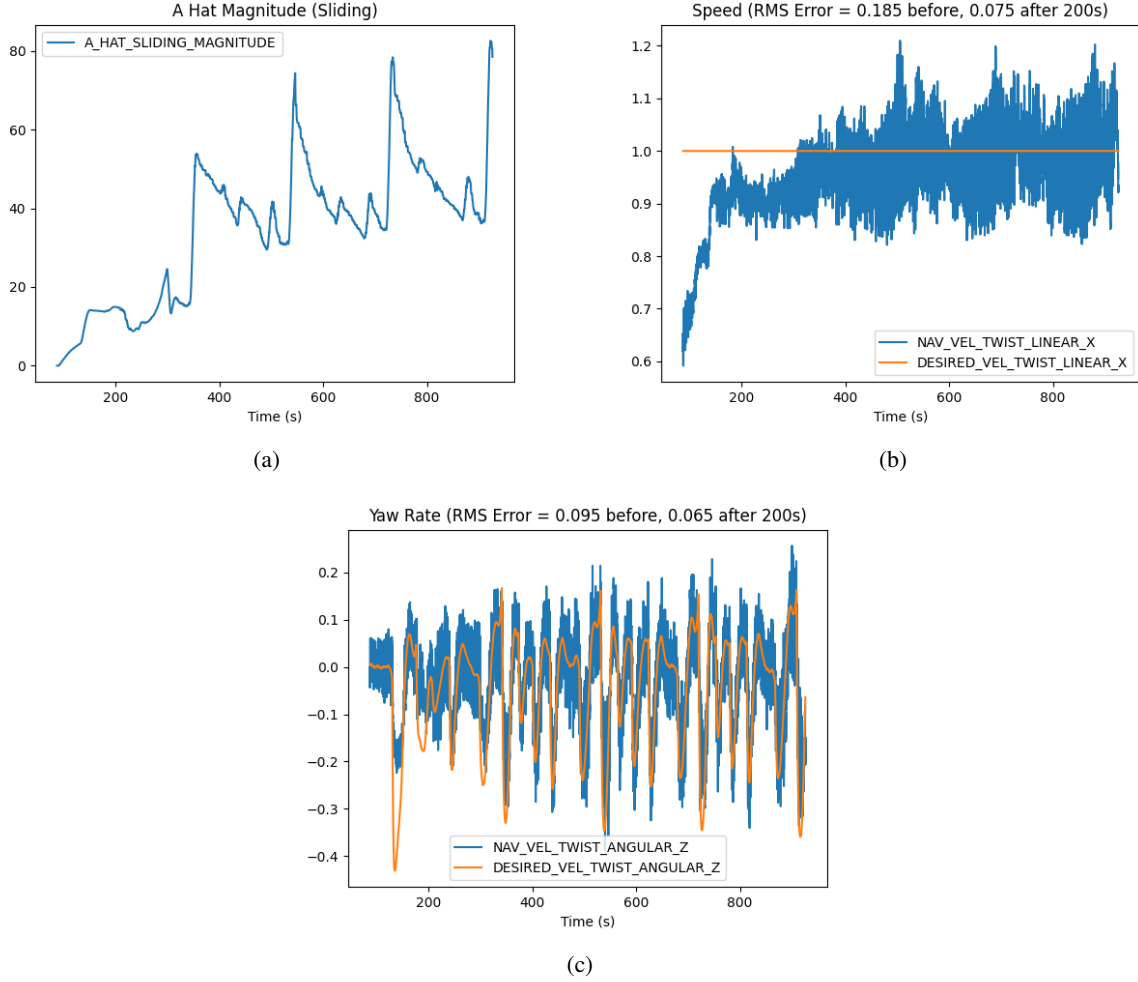 A Hat Magnitude (Sliding)
A_HAT_SLIDING_MAGNITUDE
80
60
40
20
0
200
400
600
800
Time (s)
(a)
Speed (RMS Error = 0.185 before, 0.075 after 200s)
1.2
1.1
1.0
0.9
0.8
0.7
0.6
NAV_VEL_TWIST_LINEAR_X
DESIRED_VEL_TWIST_LINEAR_X
200
400
600
800
Time (s)
(b)
Yaw Rate (RMS Error = 0.095 before, 0.065 after 200s)
0.2
0.1
0.0
−0.1
−0.2
−0.3
−0.4
NAV_VEL_TWIST_ANGULAR_Z
DESIRED_VEL_TWIST_ANGULAR_Z
200
400
600
800
Time (s)
(c)